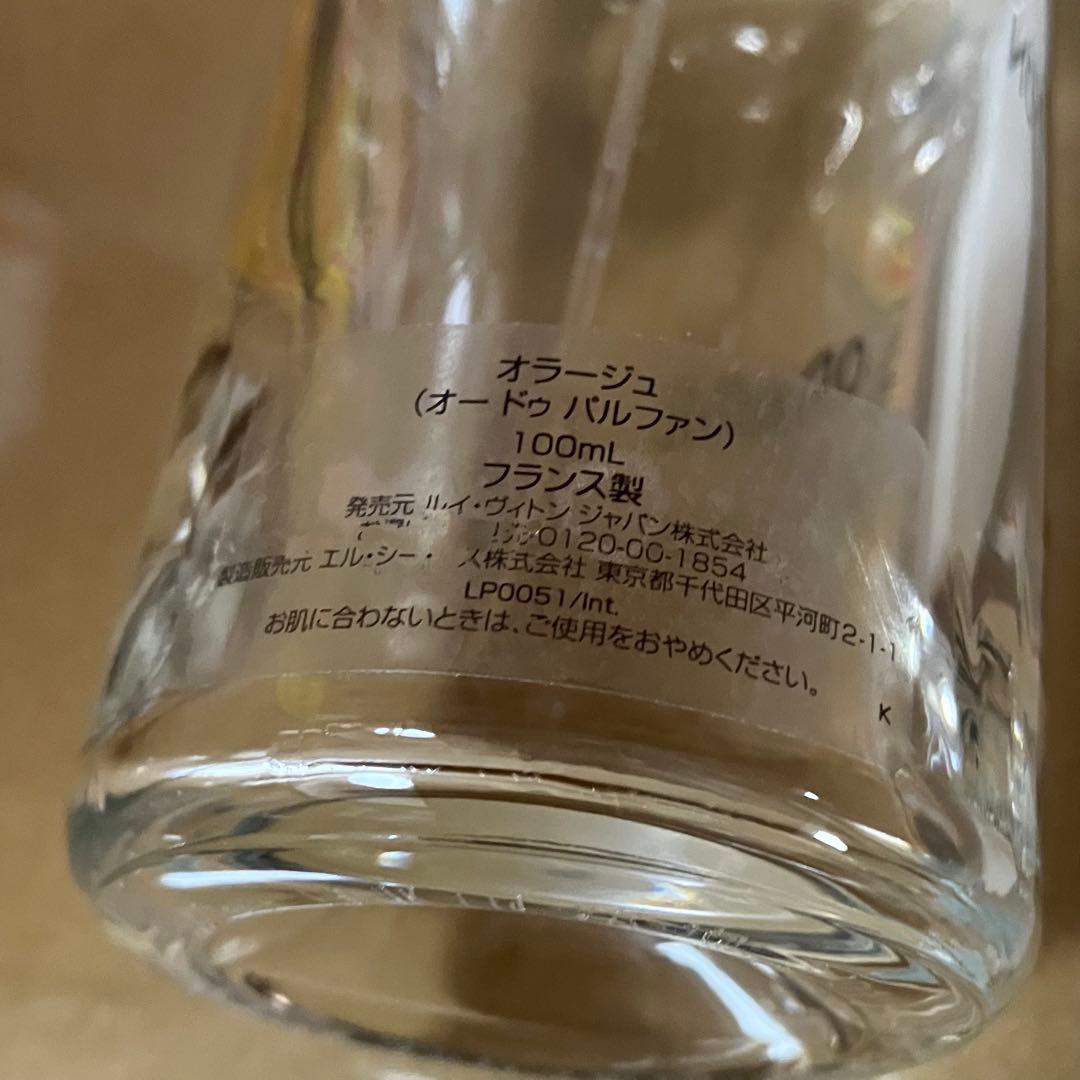 オラージュ
(オー ドゥ パルファン)
100mL
フランス製
発売元 ルイ・ヴィトン ジャパン株式会社
0120-00-1854
製造販売元 エル・シー・ ス株式会社 東京都千代田区平河町2-1-1
LP0051/Int.
お肌に合わないときは、ご使用をおやめください。
K